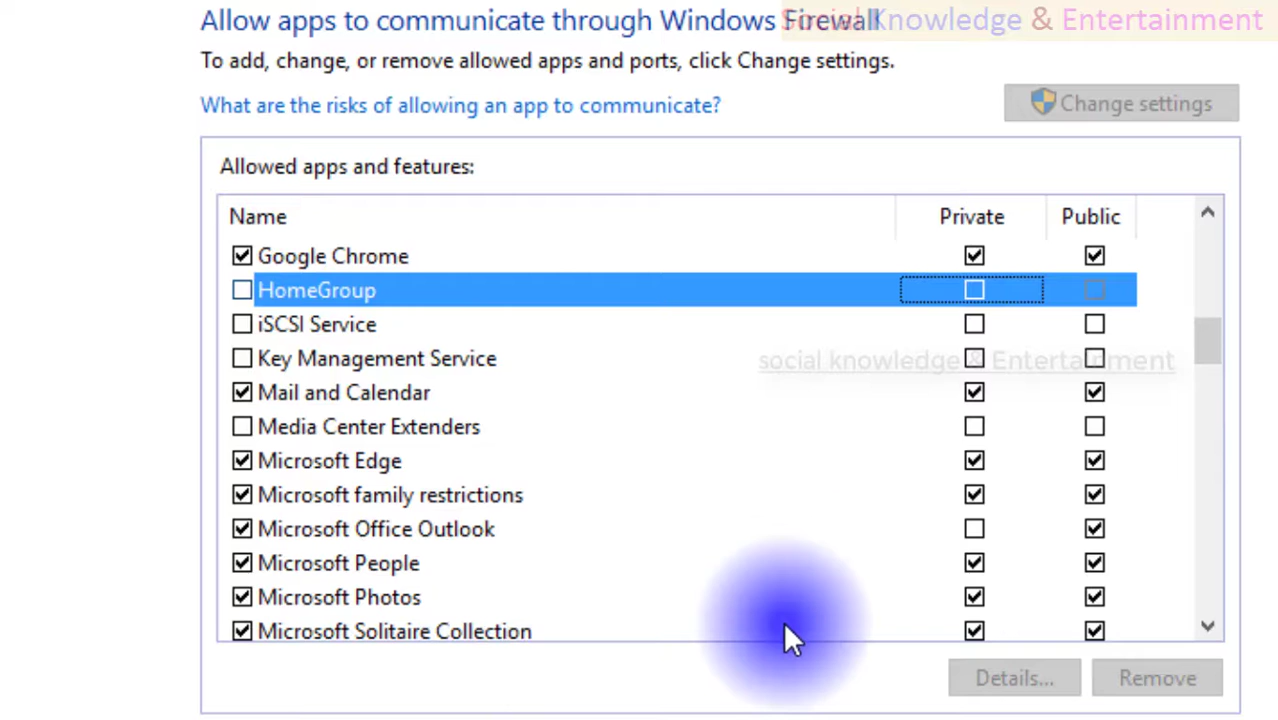 Allow apps to communicate through Windows Firewall
Social Knowledge & Entertainment
To add, change, or remove allowed apps and ports, click Change settings.
What are the risks of allowing an app to communicate?
Change settings
Allowed apps and features:
Name Private Public
Google Chrome
HomeGroup
iSCSI Service
Key Management Service
social knowledge & Entertainment
Mail and Calendar
Media Center Extenders
Microsoft Edge
Microsoft family restrictions
Microsoft Office Outlook
Microsoft People
Microsoft Photos
Microsoft Solitaire Collection
Details... Remove